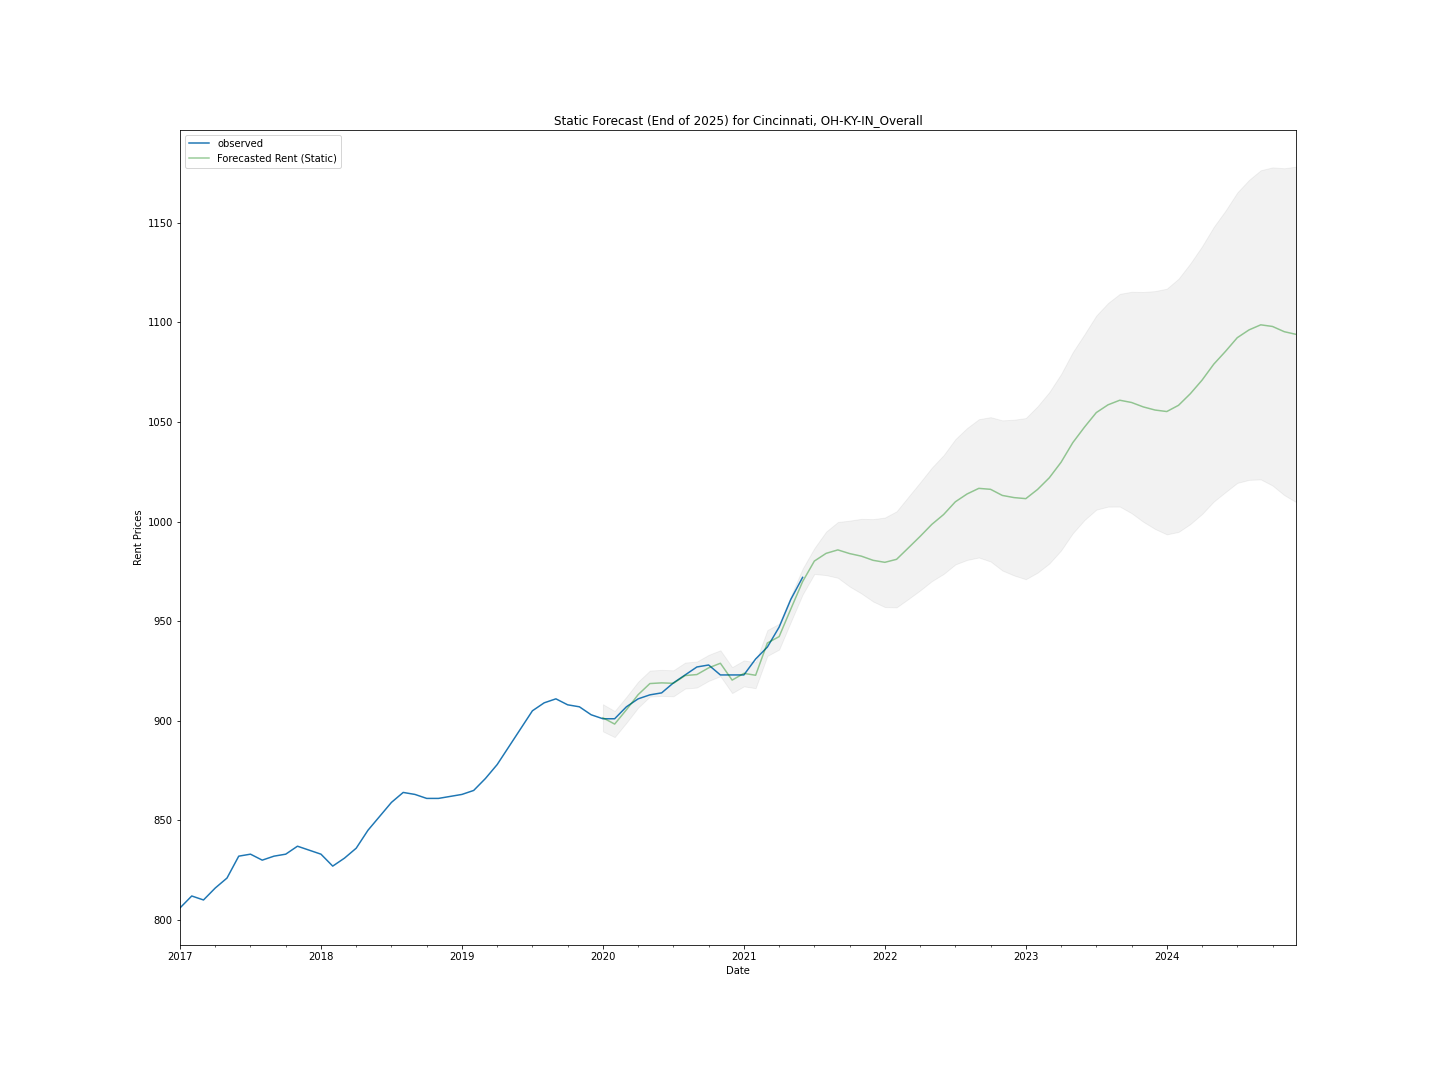 Static Forecast (End of 2025) for Cincinnati, OH-KY-IN_Overall
observed
Forecasted Rent (Static)
1150
1100
1050
1000
950
900
850
800
Rent Prices
2017 2018 2019 2020 2021 2022 2023 2024
Date